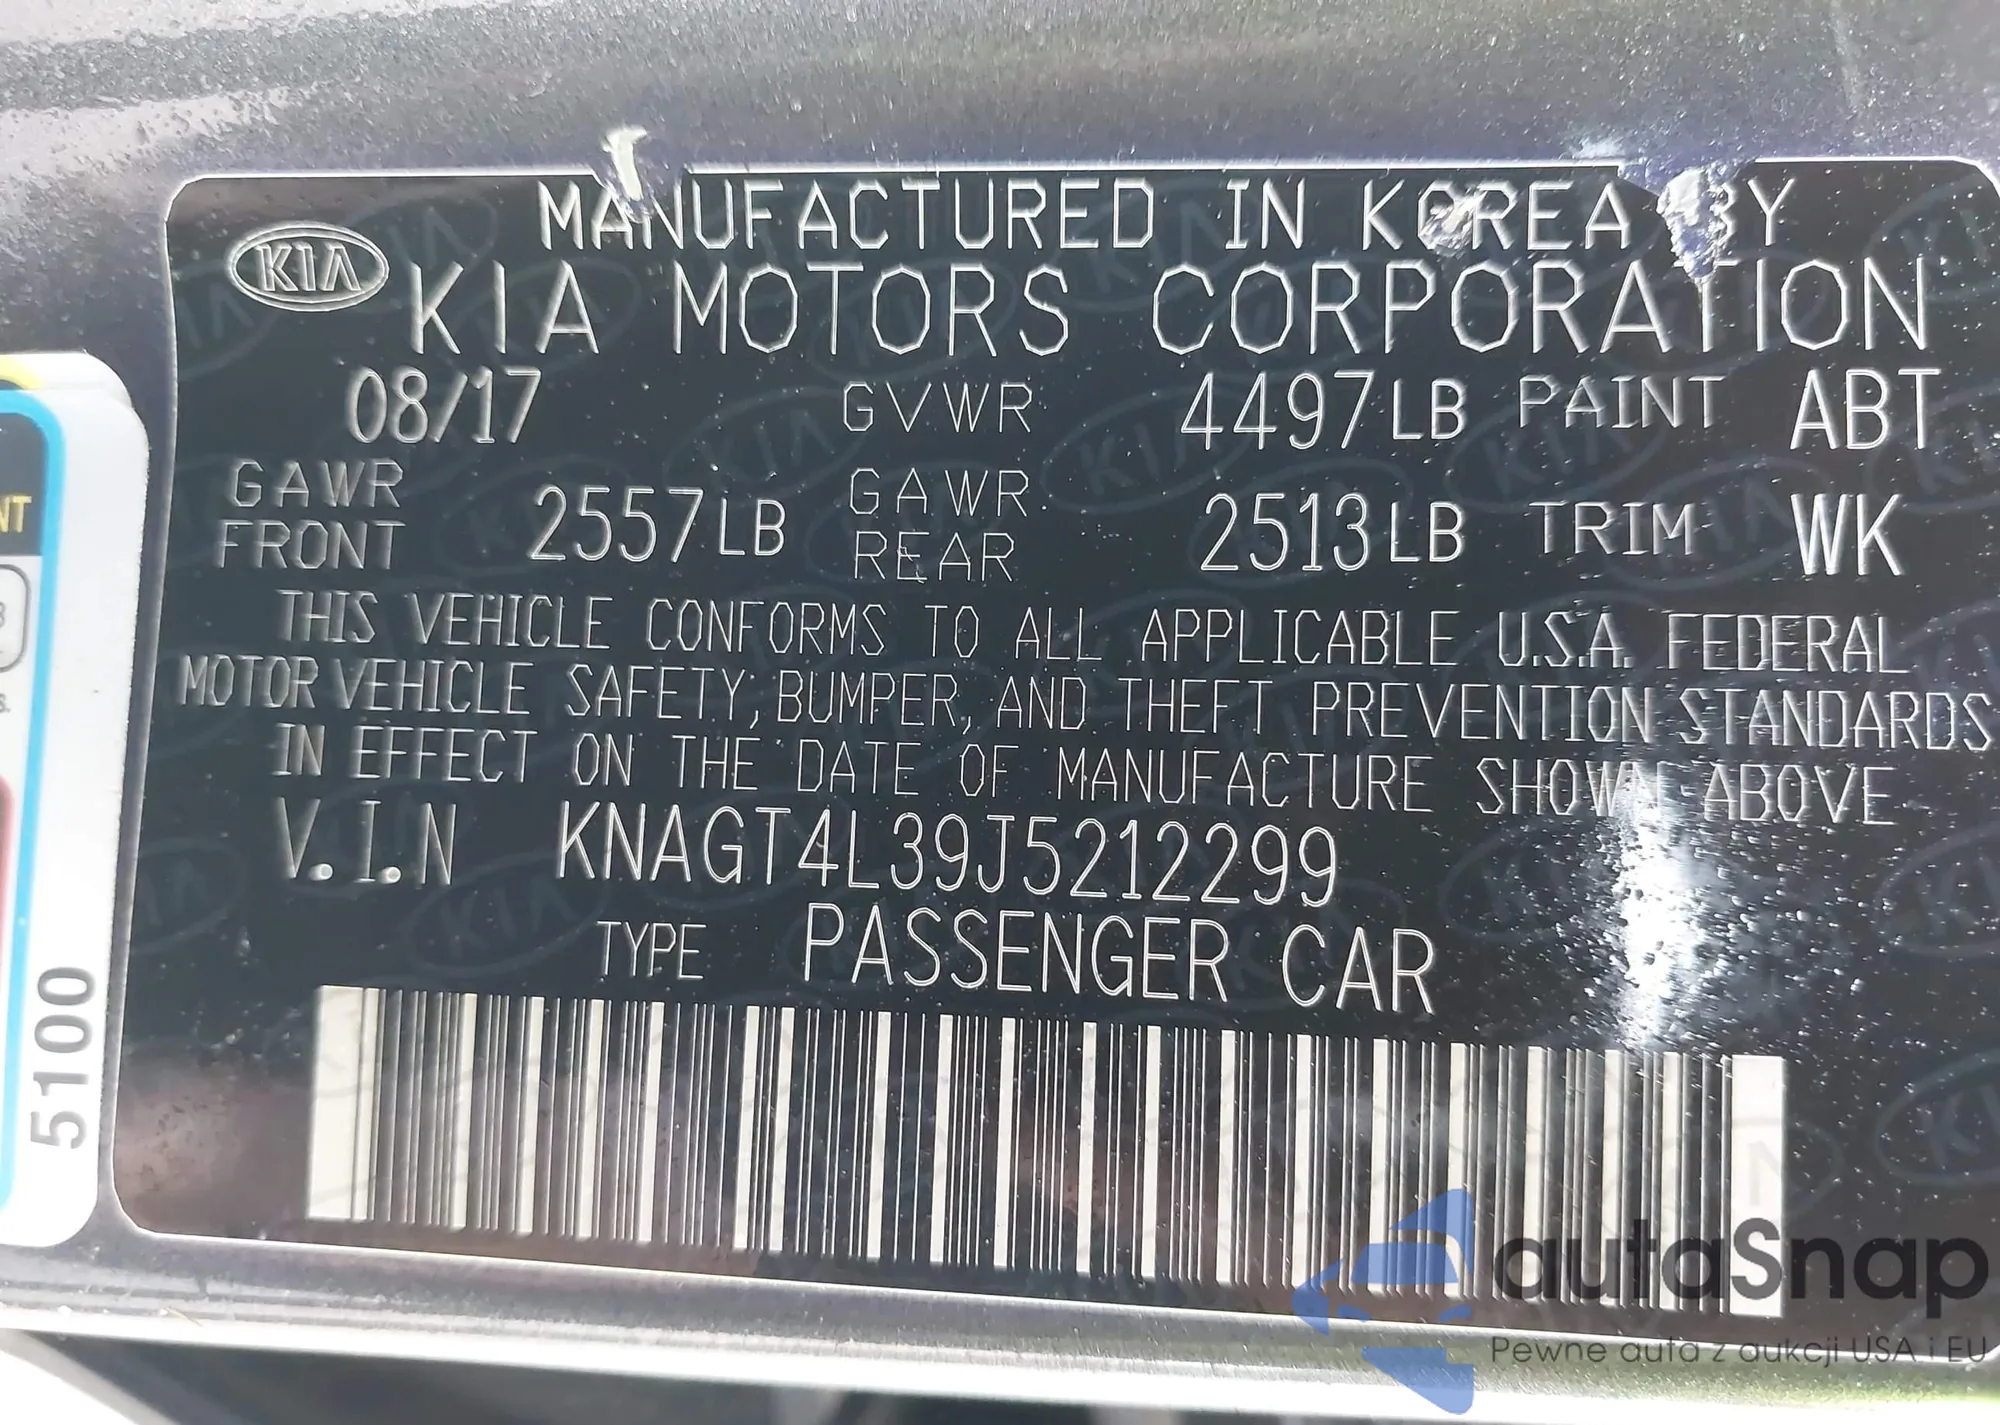 MANUFACTURED IN KOREA BY
KIA KIA MOTORS CORPORATION
08/17 GVWR 4497LB PAINT ABT
GAWR FRONT 2557LB GAWR REAR 2513LB TRIM WK
THIS VEHICLE CONFORMS TO ALL APPLICABLE U.S.A. FEDERAL
MOTOR VEHICLE SAFETY, BUMPER, AND THEFT PREVENTION STANDARDS
IN EFFECT ON THE DATE OF MANUFACTURE SHOWN ABOVE
V.I.N KNAGT4L39J5212299
TYPE PASSENGER CAR
5100
autaSnap
Pewne auta z aukcji USA i EU